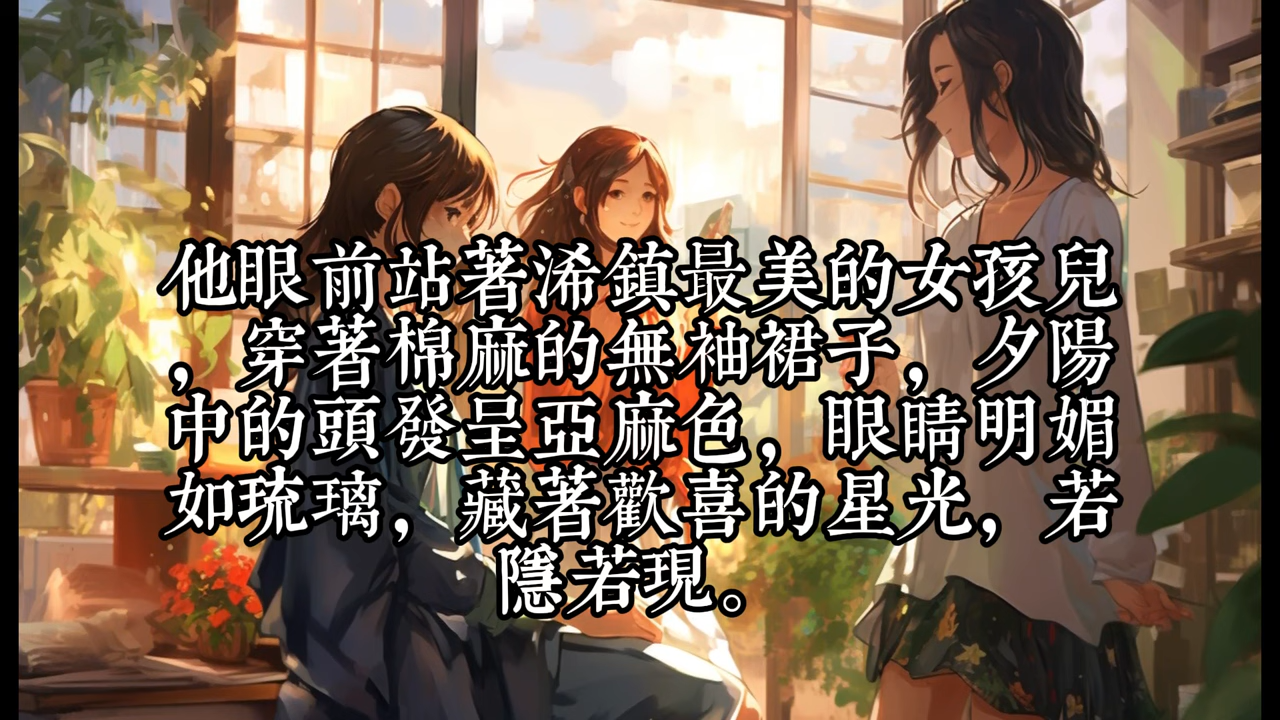 他眼前站著浠鎮最美的女孩兒
，穿著棉麻的無袖裙子，夕陽
中的頭發呈亞麻色，眼睛明媚
如琉璃，藏著歡喜的星光，若
隱若現。